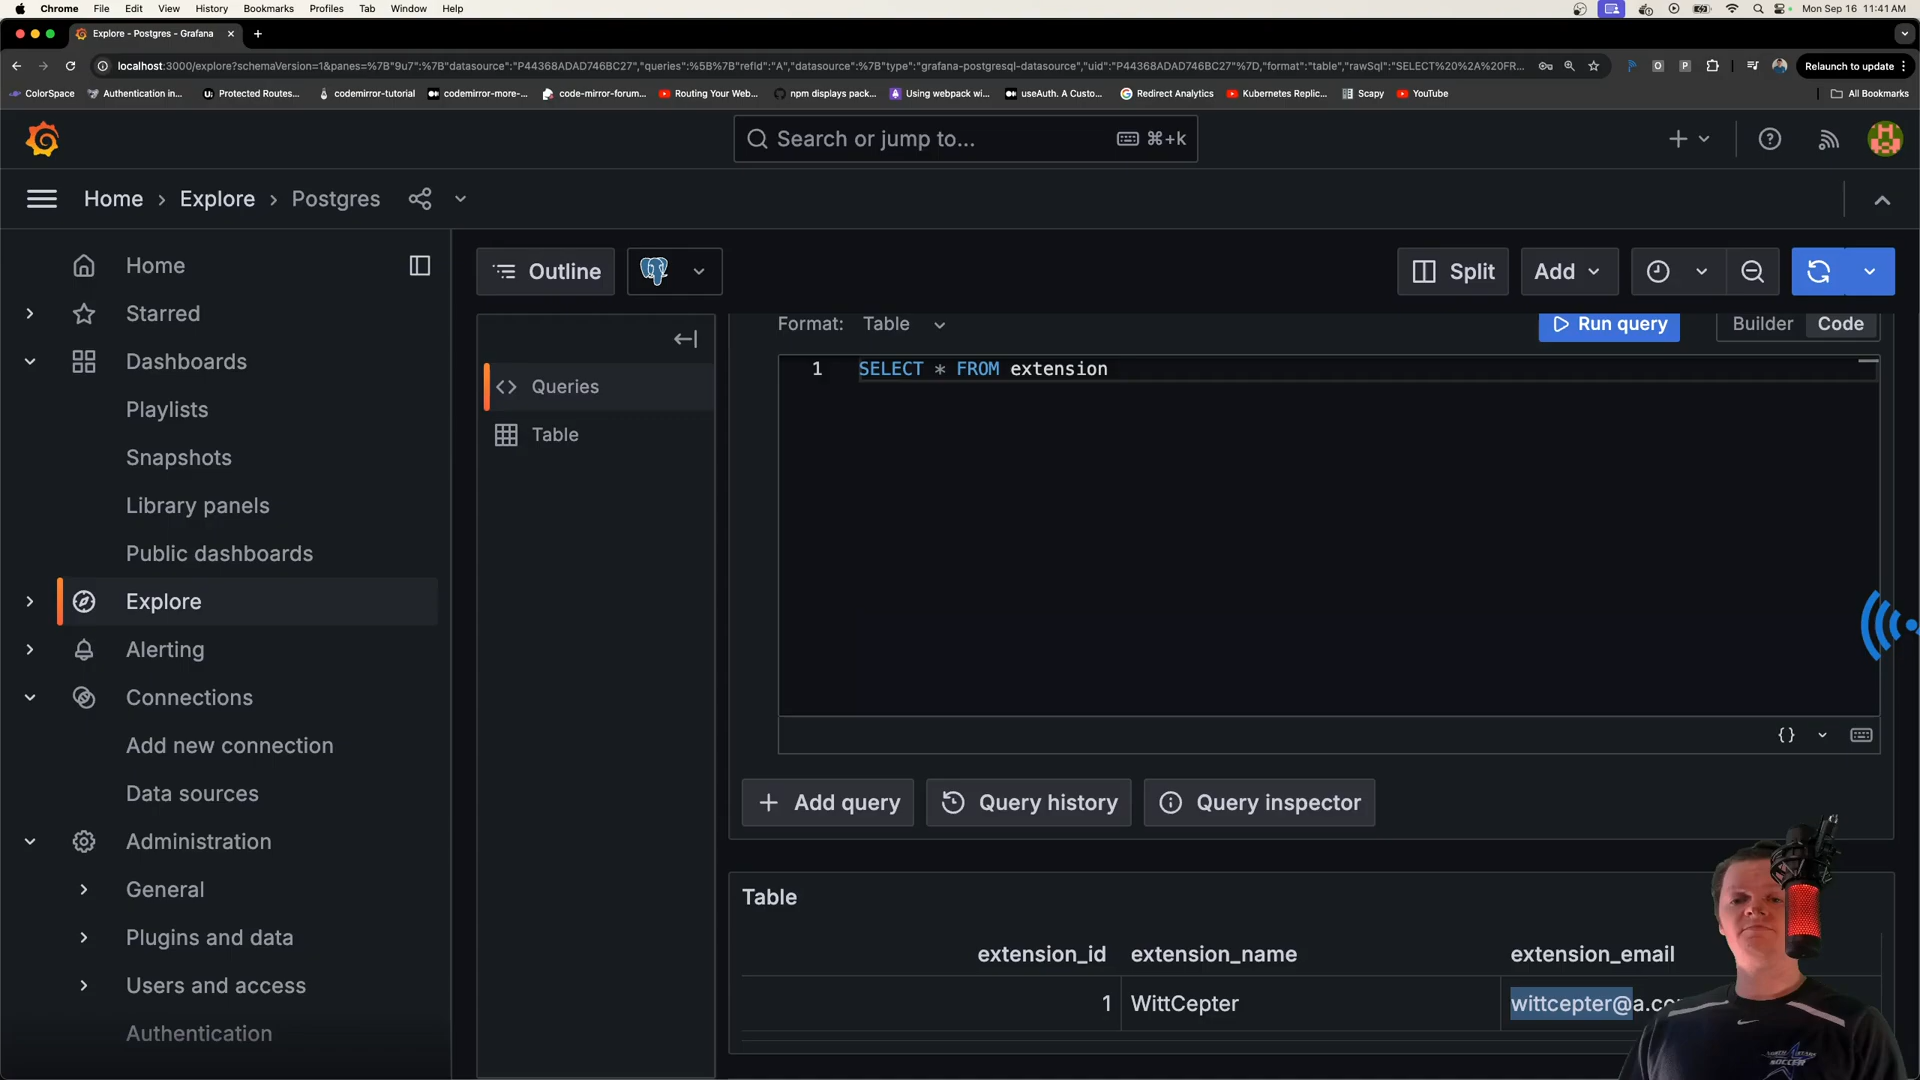 Chrome File Edit View History Bookmarks Profiles Tab Window Help Mon Sep 16 11:41 AM
Explore - Postgres - Grafana
localhost:3000/explore?schemaVersion=1&panes=%7B"9u7":%7B"datasource":"P44368ADAD746BC27","queries":%5B%7B"refId":"A","datasource":%7B"type":"grafana-postgresql-datasource","uid":"P44368ADAD746BC27"%7D,"format":"table","rawSql":"SELECT%20%2A%20FR... Relaunch to update
ColorSpace Authentication in... Protected Routes... codemirror-tutorial codemirror-more-... code-mirror-forum... Routing Your Web... npm displays pack... Using webpack wi... useAuth. A Custo... Redirect Analytics Kubernetes Replic... Scapy YouTube All Bookmarks
Search or jump to... ⌘+k
Home › Explore › Postgres
Home
Starred
Dashboards
Playlists
Snapshots
Library panels
Public dashboards
Explore
Alerting
Connections
Add new connection
Data sources
Administration
General
Plugins and data
Users and access
Authentication
Outline Split Add
Queries
Table
Format: Table Run query Builder Code
1 SELECT * FROM extension
{}
+ Add query Query history Query inspector
Table
extension_id extension_name extension_email
1 WittCepter wittcepter@a.co
SOCCER